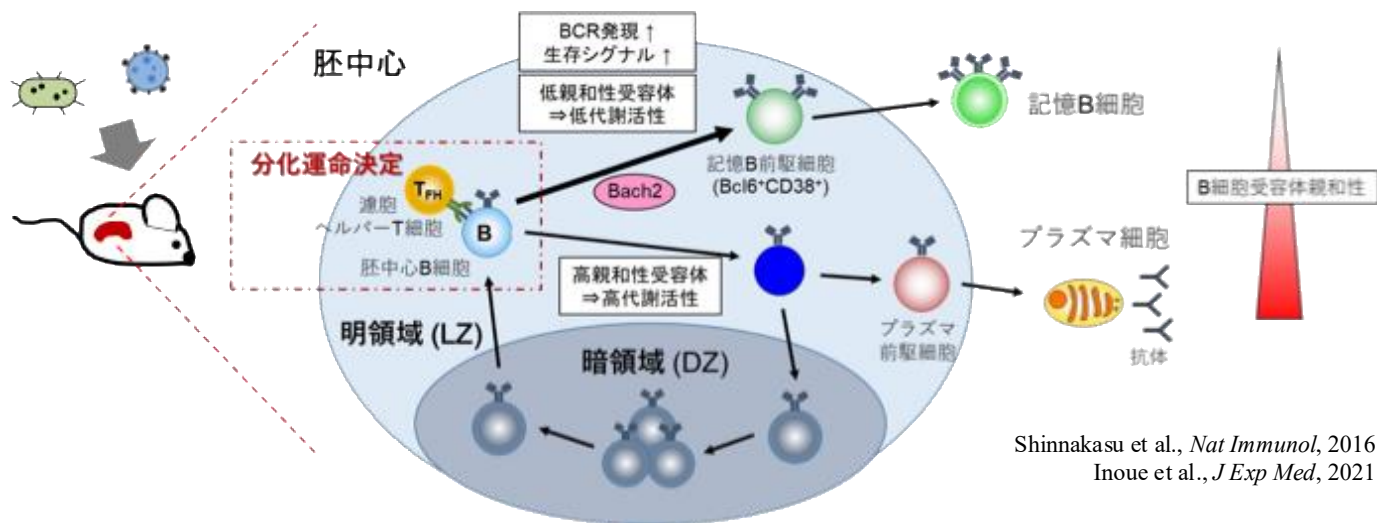 胚中心
BCR発現 ↑
生存シグナル ↑
低親和性受容体
⇒低代謝活性
分化運命決定
TFH
濾胞
ヘルパーT細胞
B
胚中心B細胞
Bach2
記憶B前駆細胞
(Bcl6⁺CD38⁺)
記憶B細胞
B細胞受容体親和性
高親和性受容体
⇒高代謝活性
プラズマ
前駆細胞
プラズマ細胞
抗体
明領域 (LZ)
暗領域 (DZ)
Shinnakasu et al., Nat Immunol, 2016
Inoue et al., J Exp Med, 2021